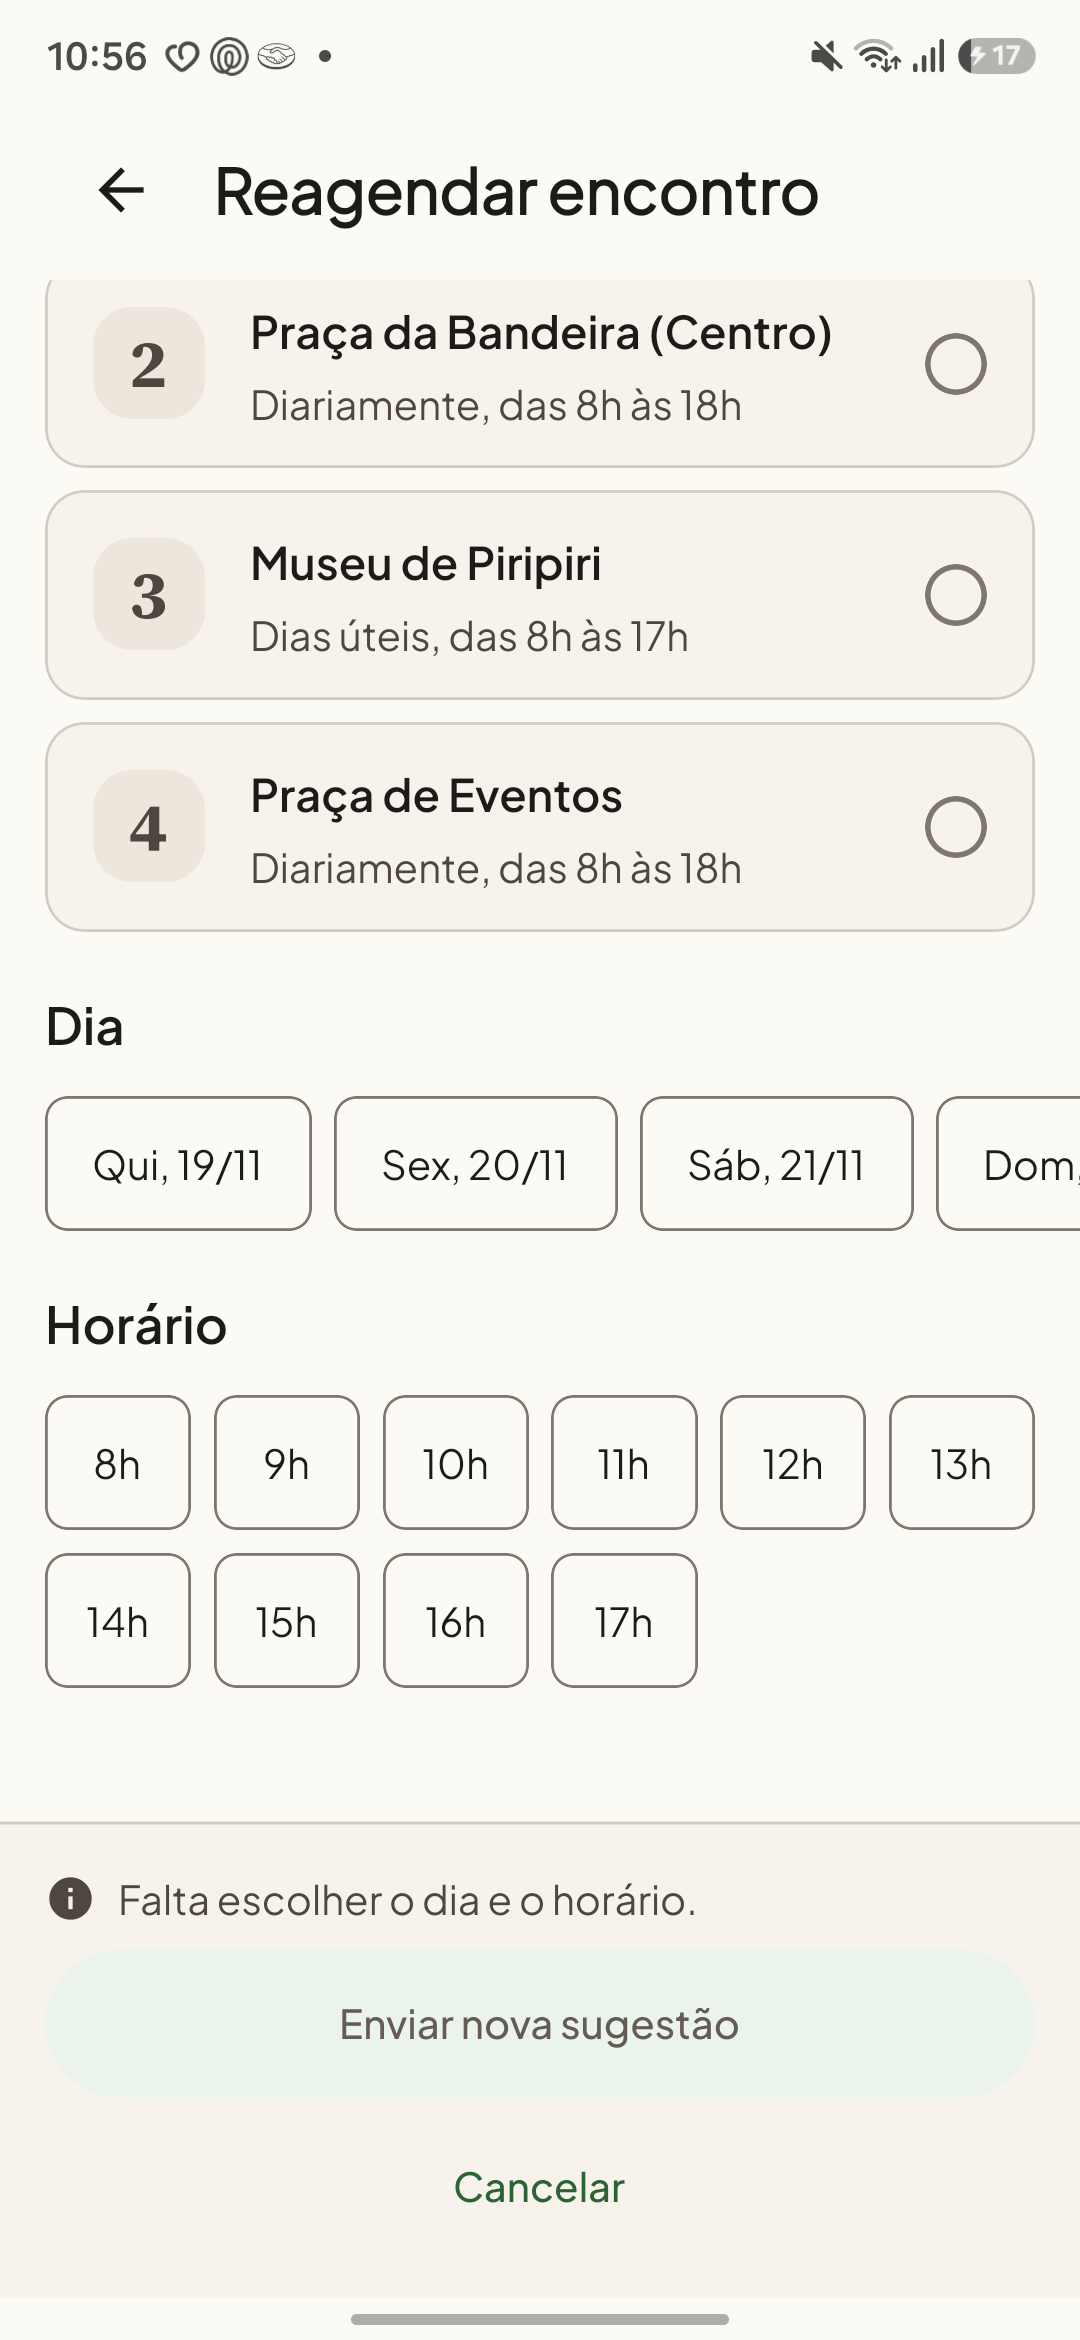 10:56
17
Reagendar encontro
2
Praça da Bandeira (Centro)
Diariamente, das 8h às 18h
3
Museu de Piripiri
Dias úteis, das 8h às 17h
4
Praça de Eventos
Diariamente, das 8h às 18h
Dia
Qui, 19/11
Sex, 20/11
Sáb, 21/11
Dom,
Horário
8h
9h
10h
11h
12h
13h
14h
15h
16h
17h
Falta escolher o dia e o horário.
Enviar nova sugestão
Cancelar